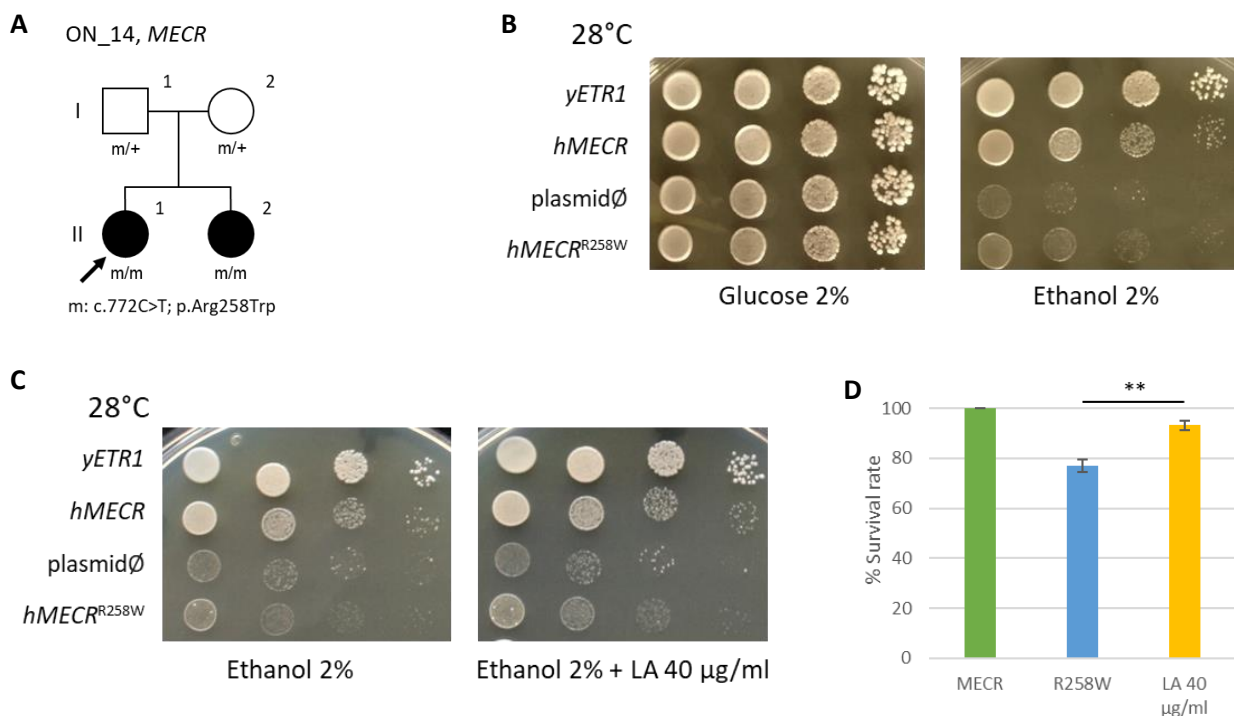 A
ON_14, MECR
1
2
I
m/+
m/+
1
2
II
m/m
m/m
m: c.772C>T; p.Arg258Trp
B
28°C
yETR1
hMECR
plasmidØ
hMECRR258W
Glucose 2%
Ethanol 2%
C
28°C
yETR1
hMECR
plasmidØ
hMECRR258W
Ethanol 2%
Ethanol 2% + LA 40 µg/ml
D
**
% Survival rate
100
80
60
40
20
0
MECR
R258W
LA 40
µg/ml